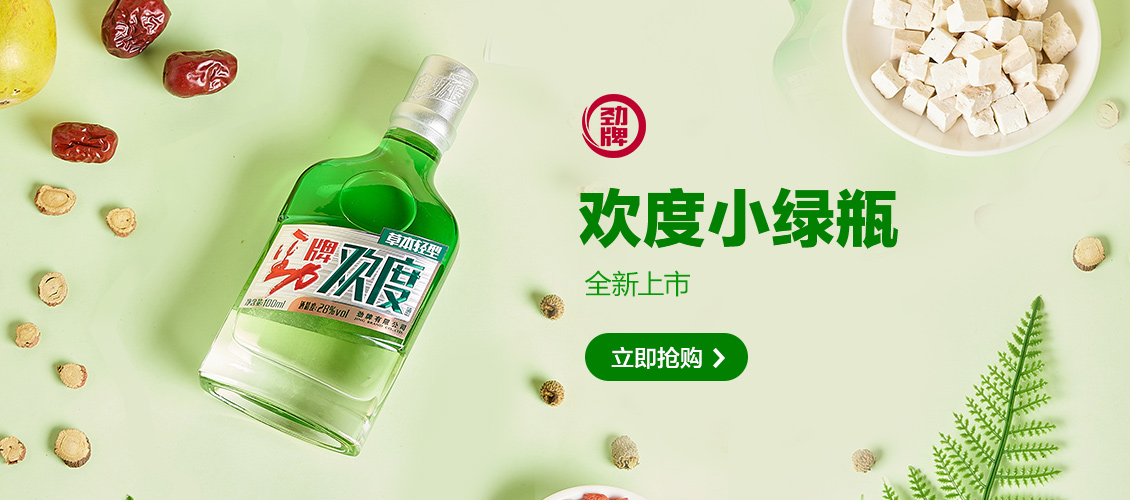 劲牌
欢度小绿瓶
全新上市
立即抢购
草本轻型
劲牌 欢度
净含量:100ml
酒精度:28%vol
劲牌有限公司